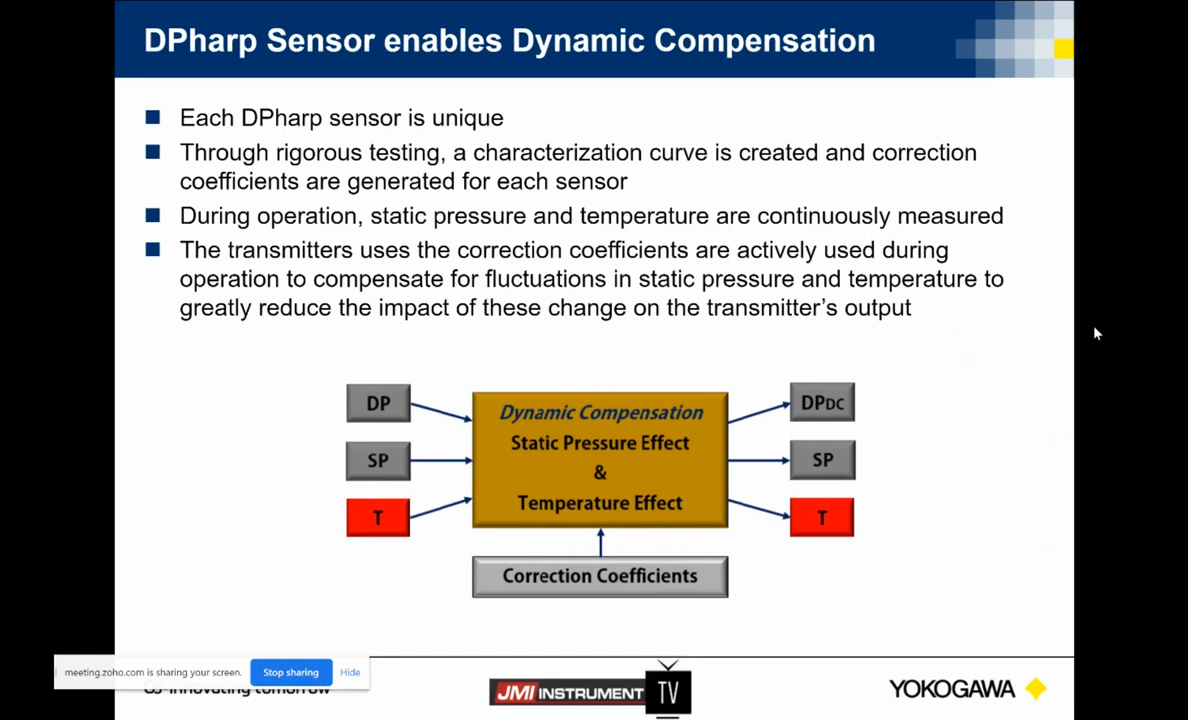 DPharp Sensor enables Dynamic Compensation
Each DPharp sensor is unique
Through rigorous testing, a characterization curve is created and correction
coefficients are generated for each sensor
During operation, static pressure and temperature are continuously measured
The transmitters uses the correction coefficients are actively used during
operation to compensate for fluctuations in static pressure and temperature to
greatly reduce the impact of these change on the transmitter's output
DP
SP
T
Dynamic Compensation
Static Pressure Effect
&
Temperature Effect
DPDC
SP
T
Correction Coefficients
meeting.zoho.com is sharing your screen.
Stop sharing
Hide
innovating tomorrow
JMI INSTRUMENT TV
YOKOGAWA